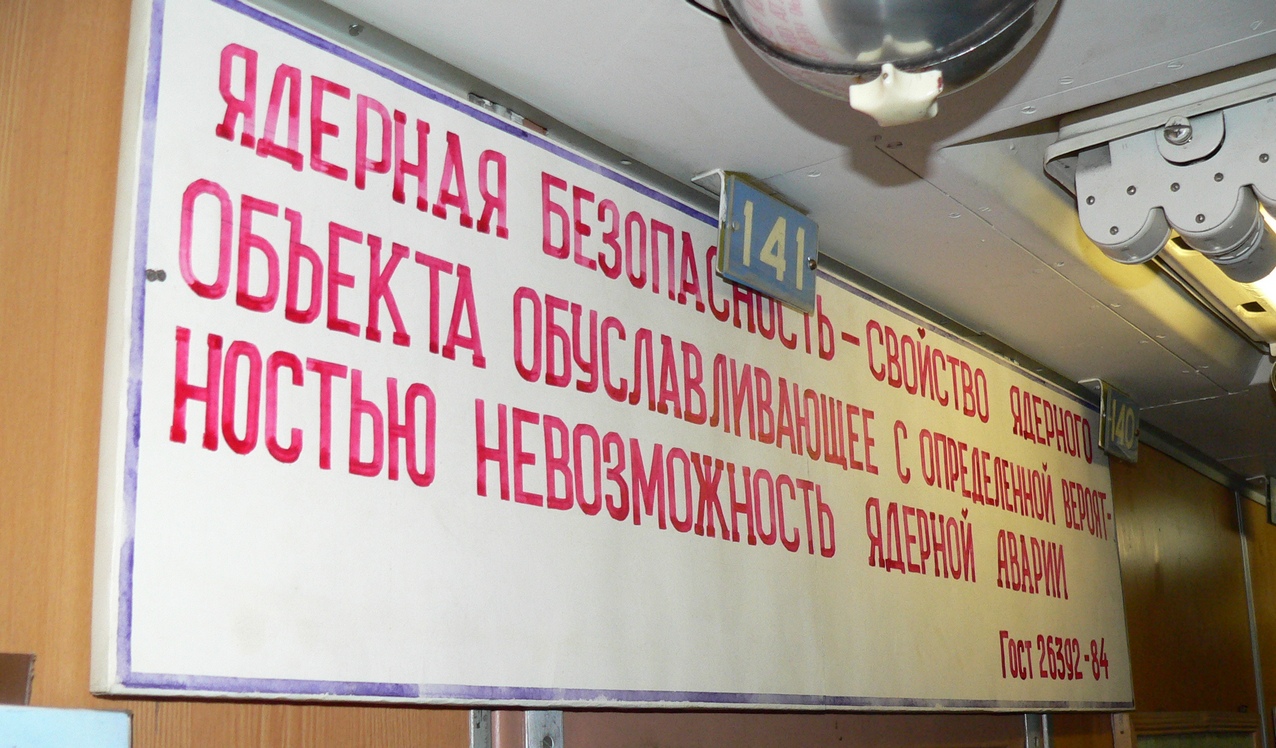 ЯДЕРНАЯ БЕЗОПАСНОСТЬ – СВОЙСТВО ЯДЕРНОГО
ОБЪЕКТА ОБУСЛАВЛИВАЮЩЕЕ С ОПРЕДЕЛЕННОЙ ВЕРОЯТ-
НОСТЬЮ НЕВОЗМОЖНОСТЬ ЯДЕРНОЙ АВАРИИ
Гост 26392-84
141
140